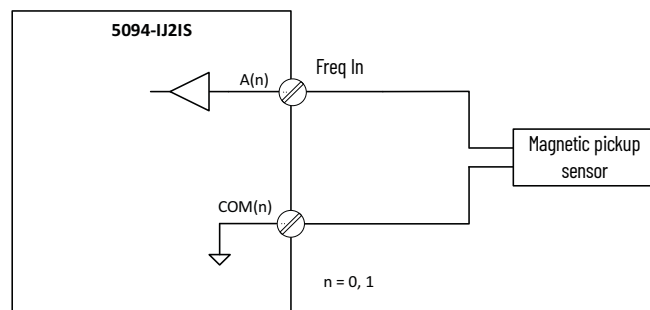 5094-IJ2IS
A(n)
Freq In
Magnetic pickup
sensor
COM(n)
n = 0, 1